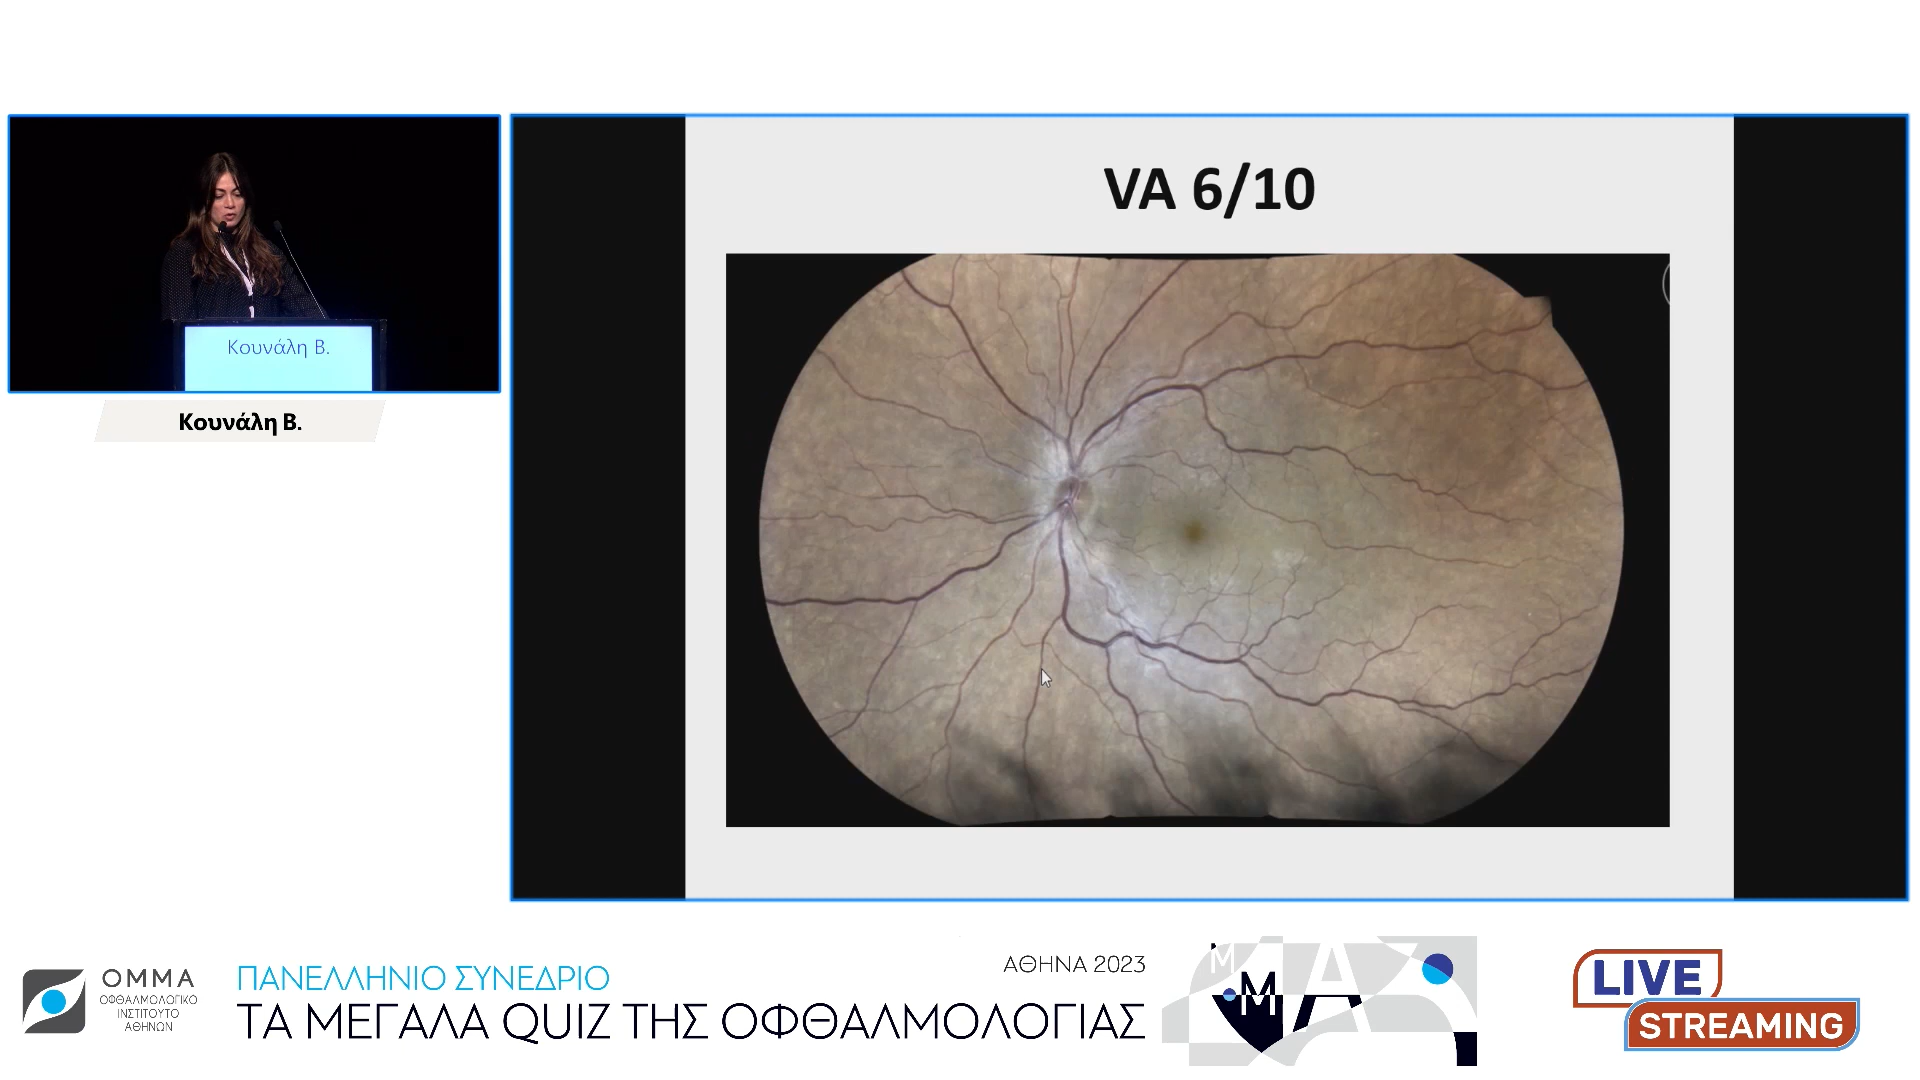 VA 6/10
Κουνάλη Β.
Κουνάλη Β.
ΟΜΜΑ
ΟΦΘΑΛΜΟΛΟΓΙΚΟ
ΙΝΣΤΙΤΟΥΤΟ
ΑΘΗΝΩΝ
ΠΑΝΕΛΛΗΝΙΟ ΣΥΝΕΔΡΙΟ
ΑΘΗΝΑ 2023
ΤΑ ΜΕΓΑΛΑ QUIZ ΤΗΣ ΟΦΘΑΛΜΟΛΟΓΙΑΣ
LIVE
STREAMING